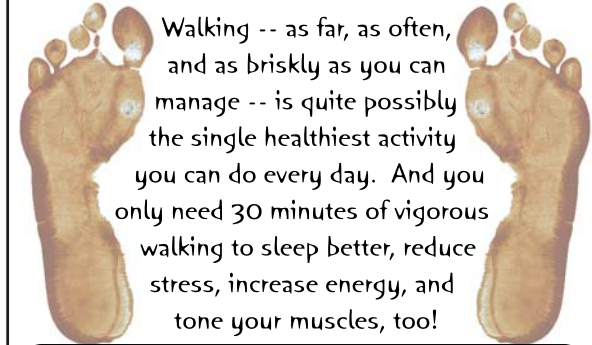 Walking -- as far, as often,
and as briskly as you can
manage -- is quite possibly
the single healthiest activity
you can do every day.  And you
only need 30 minutes of vigorous
walking to sleep better, reduce
stress, increase energy, and
tone your muscles, too!